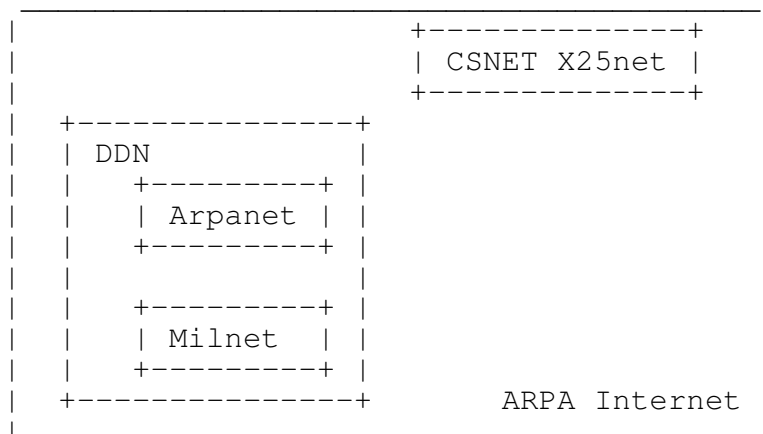 CSNET X25net
DDN
Arpanet
Milnet
ARPA Internet